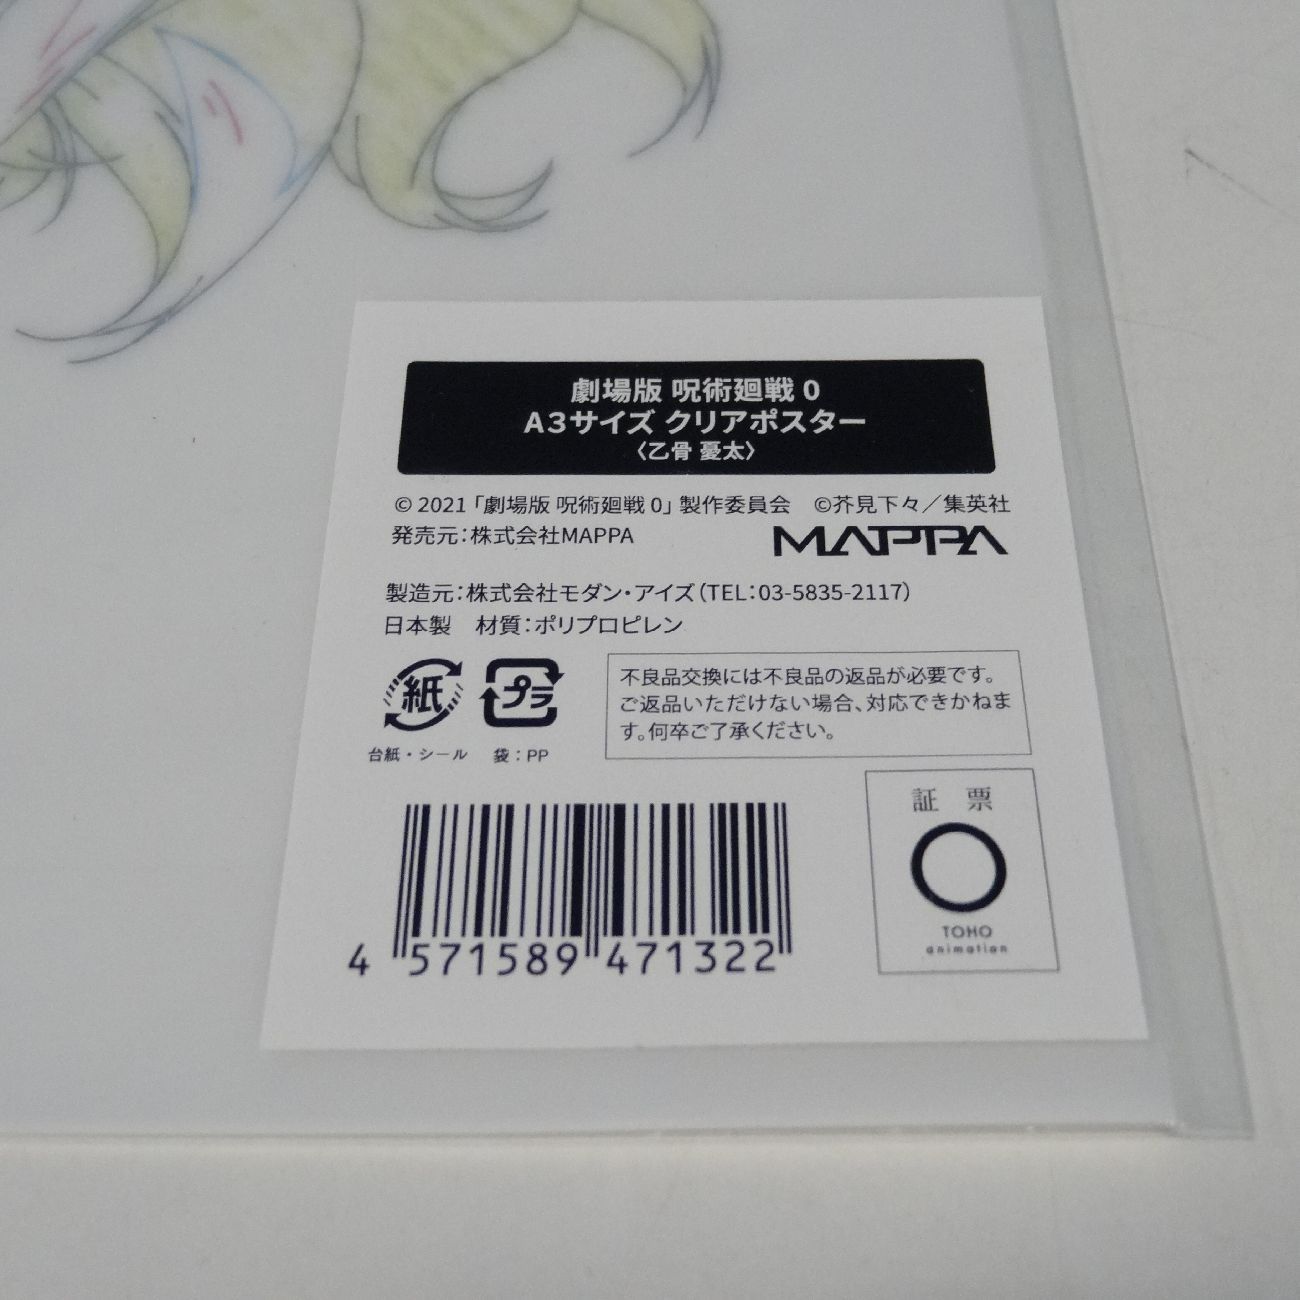 劇場版 呪術廻戦 0
A3サイズ クリアポスター
〈乙骨 憂太〉
© 2021「劇場版 呪術廻戦 0」製作委員会 ©芥見下々／集英社
発売元：株式会社MAPPA
MAPPA
製造元：株式会社モダン・アイズ（TEL：03-5835-2117）
日本製 材質：ポリプロピレン
紙
プラ
台紙・シール 袋：PP
不良品交換には不良品の返品が必要です。
ご返品いただけない場合、対応できかねま
す。何卒ご了承ください。
証 票
TOHO
animation
4 571589 471322